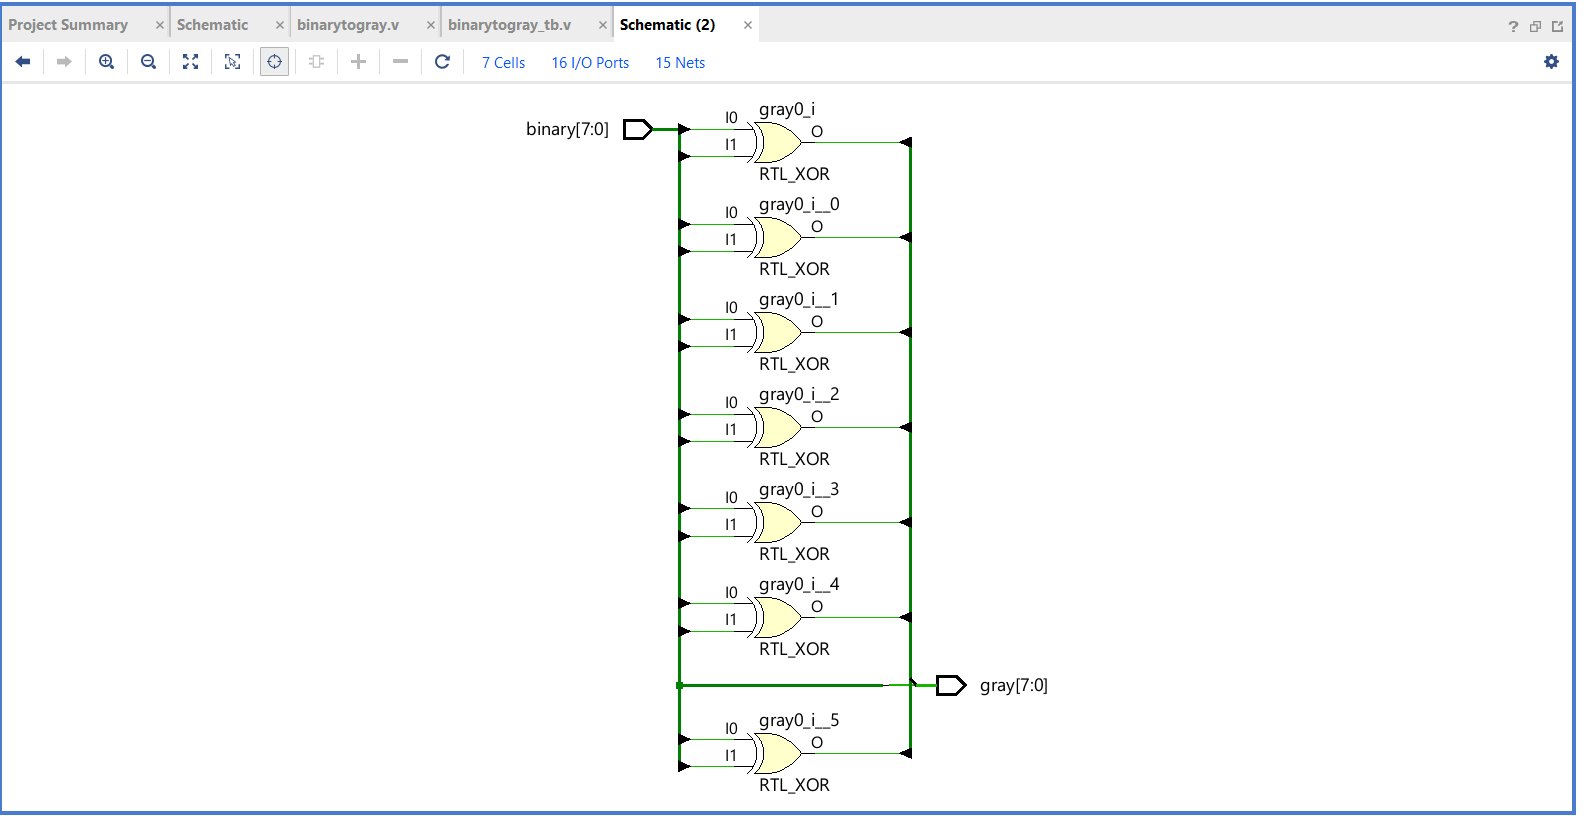 Project Summary × Schematic × binarytogray.v × binarytogray_tb.v × Schematic (2) × ?
7 Cells 16 I/O Ports 15 Nets
binary[7:0]
gray0_i
I0
I1
O
RTL_XOR
gray0_i__0
I0
I1
O
RTL_XOR
gray0_i__1
I0
I1
O
RTL_XOR
gray0_i__2
I0
I1
O
RTL_XOR
gray0_i__3
I0
I1
O
RTL_XOR
gray0_i__4
I0
I1
O
RTL_XOR
gray[7:0]
gray0_i__5
I0
I1
O
RTL_XOR